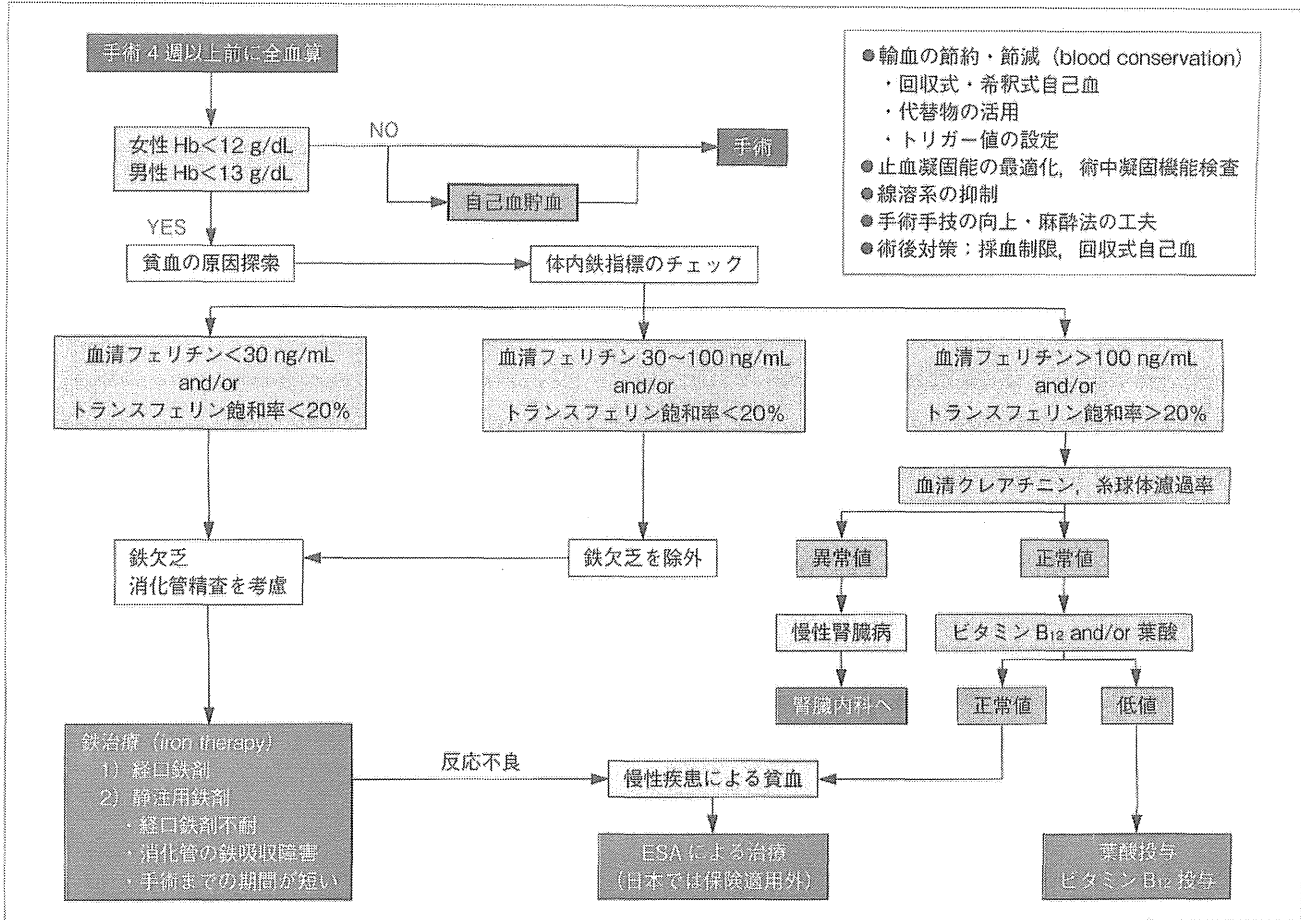 手術 4 週以上前に全血算
女性 Hb<12 g/dL
男性 Hb<13 g/dL
NO
手術
自己血貯血
YES
貧血の原因探索
体内鉄指標のチェック
●輸血の節約・節減（blood conservation）
・回収式・希釈式自己血
・代替物の活用
・トリガー値の設定
●止血凝固能の最適化，術中凝固機能検査
●線溶系の抑制
●手術手技の向上・麻酔法の工夫
●術後対策；採血制限，回収式自己血
血清フェリチン<30 ng/mL
and/or
トランスフェリン飽和率<20%
血清フェリチン 30～100 ng/mL
and/or
トランスフェリン飽和率<20%
血清フェリチン>100 ng/mL
and/or
トランスフェリン飽和率>20%
血清クレアチニン，糸球体濾過率
鉄欠乏
消化管精査を考慮
鉄欠乏を除外
異常値
正常値
慢性腎臓病
ビタミン B₁₂ and/or 葉酸
腎臓内科へ
正常値
低値
鉄治療（iron therapy）
1）経口鉄剤
2）静注用鉄剤
・経口鉄剤不耐
・消化管の鉄吸収障害
・手術までの期間が短い
反応不良
慢性疾患による貧血
ESA による治療
（日本では保険適用外）
葉酸投与
ビタミン B₁₂ 投与